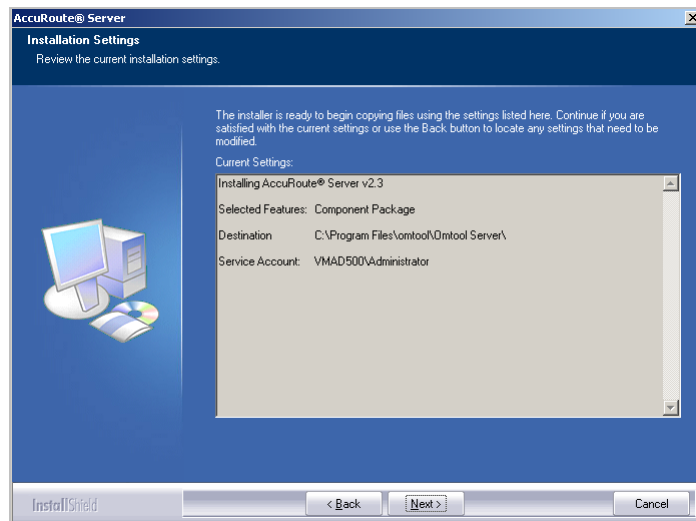 AccuRoute® Server
Installation Settings
Review the current installation settings.
The installer is ready to begin copying files using the settings listed here. Continue if you are
satisfied with the current settings or use the Back button to locate any settings that need to be
modified.
Current Settings:
Installing AccuRoute® Server v2.3
Selected Features: Component Package
Destination C:\Program Files\omtool\Omtool Server\
Service Account: VMAD500\Administrator
InstallShield
< Back Next > Cancel